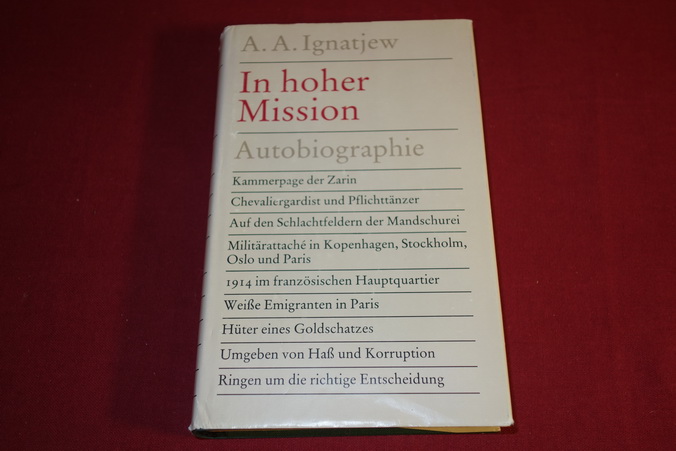 A. A. Ignatjew
In hoher
Mission
Autobiographie
Kammerpage der Zarin
Chevaliergardist und Pflichttänzer
Auf den Schlachtfeldern der Mandschurei
Militärattaché in Kopenhagen, Stockholm,
Oslo und Paris
1914 im französischen Hauptquartier
Weiße Emigranten in Paris
Hüter eines Goldschatzes
Umgeben von Haß und Korruption
Ringen um die richtige Entscheidung